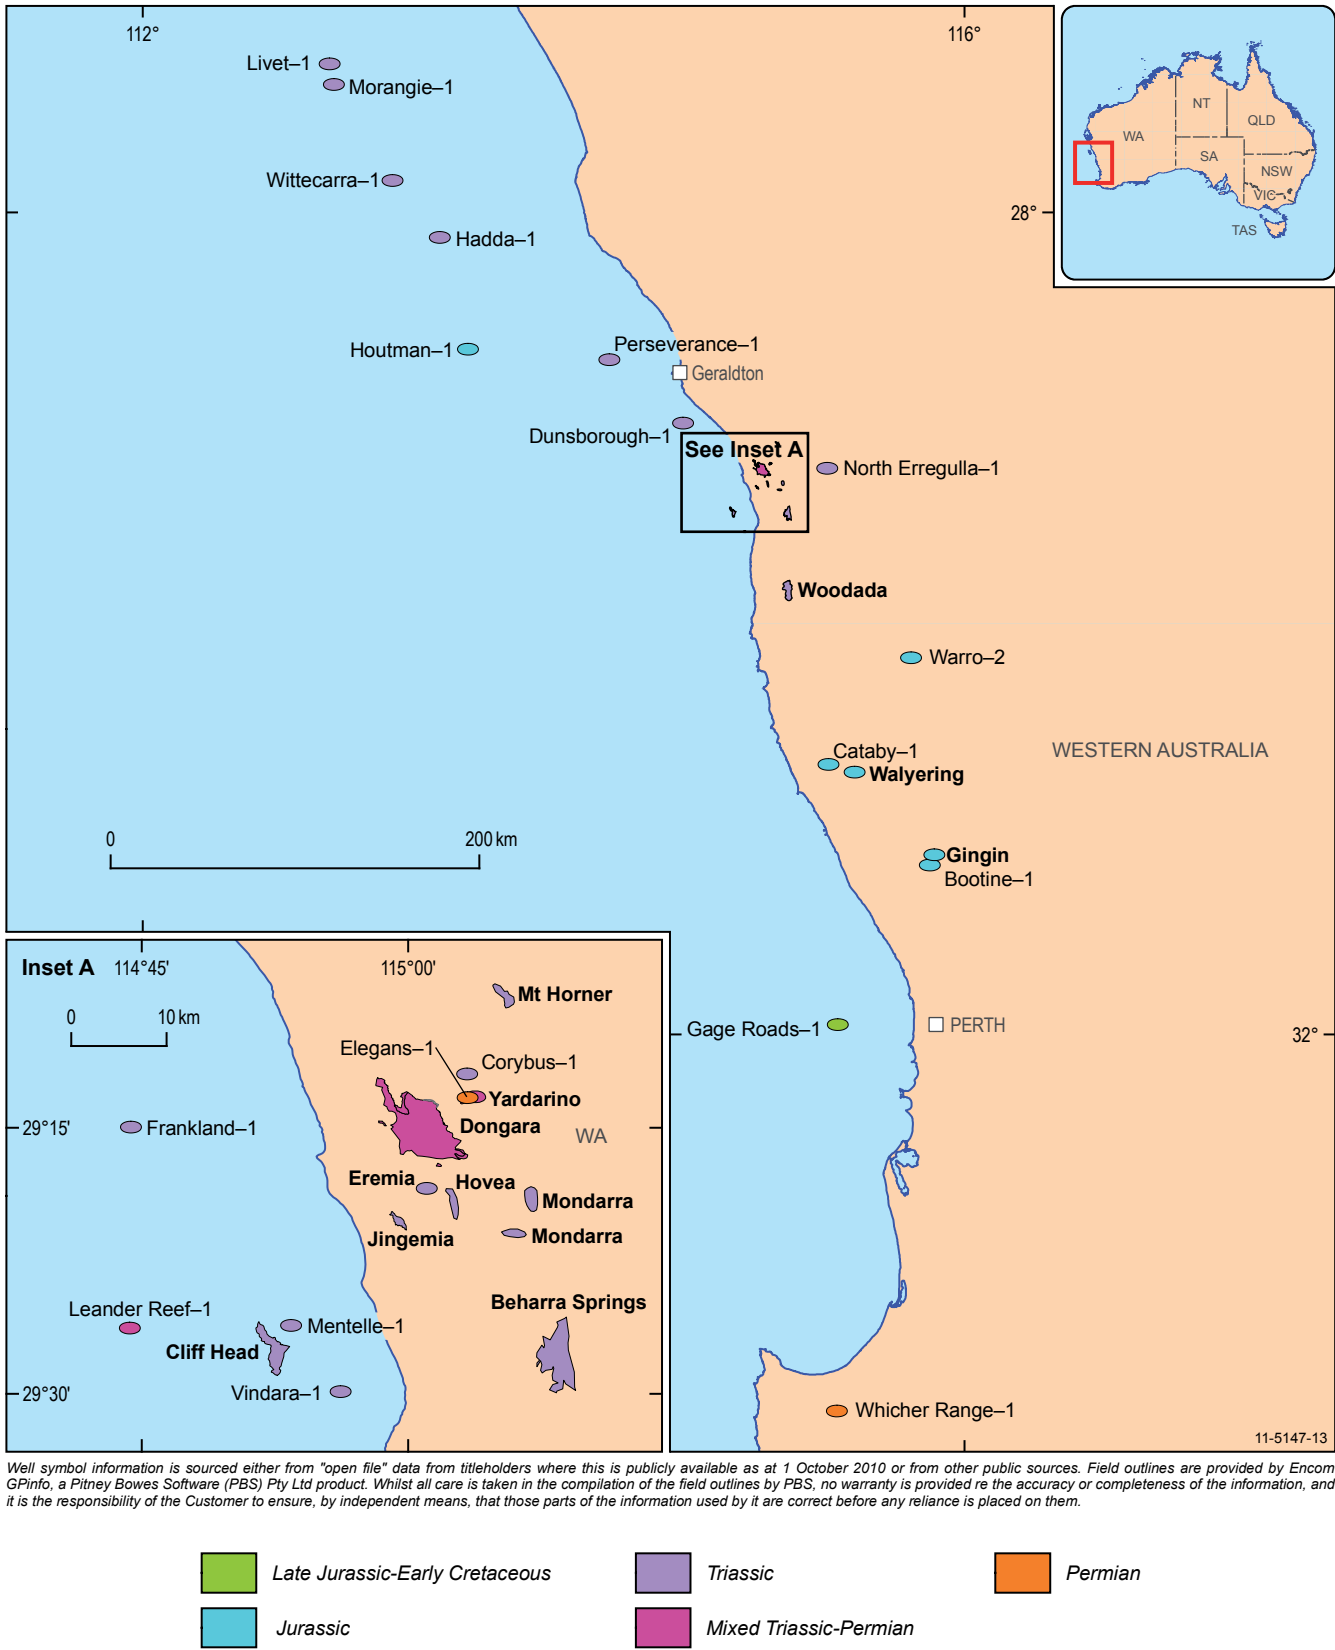 112°
116°
Livet–1
Morangie–1
NT
QLD
WA
SA
NSW
VIC
TAS
Wittecarra–1
28°
Hadda–1
Houtman–1
Perseverance–1
Geraldton
Dunsborough–1
See Inset A
North Erregulla–1
Woodada
Warro–2
WESTERN AUSTRALIA
Cataby–1
Walyering
0 200 km
Gingin
Bootine–1
Gage Roads–1
PERTH
32°
Whicher Range–1
11-5147-13
Inset A
114°45'
115°00'
0 10 km
Mt Horner
Elegans–1
Corybus–1
Yardarino
Dongara
WA
29°15'
Frankland–1
Eremia
Hovea
Mondarra
Jingemia
Mondarra
Beharra Springs
Leander Reef–1
Mentelle–1
Cliff Head
Vindara–1
29°30'
Well symbol information is sourced either from "open file" data from titleholders where this is publicly available as at 1 October 2010 or from other public sources. Field outlines are provided by Encom
GPinfo, a Pitney Bowes Software (PBS) Pty Ltd product. Whilst all care is taken in the compilation of the field outlines by PBS, no warranty is provided re the accuracy or completeness of the information, and
it is the responsibility of the Customer to ensure, by independent means, that those parts of the information used by it are correct before any reliance is placed on them.
Late Jurassic-Early Cretaceous
Triassic
Permian
Jurassic
Mixed Triassic-Permian